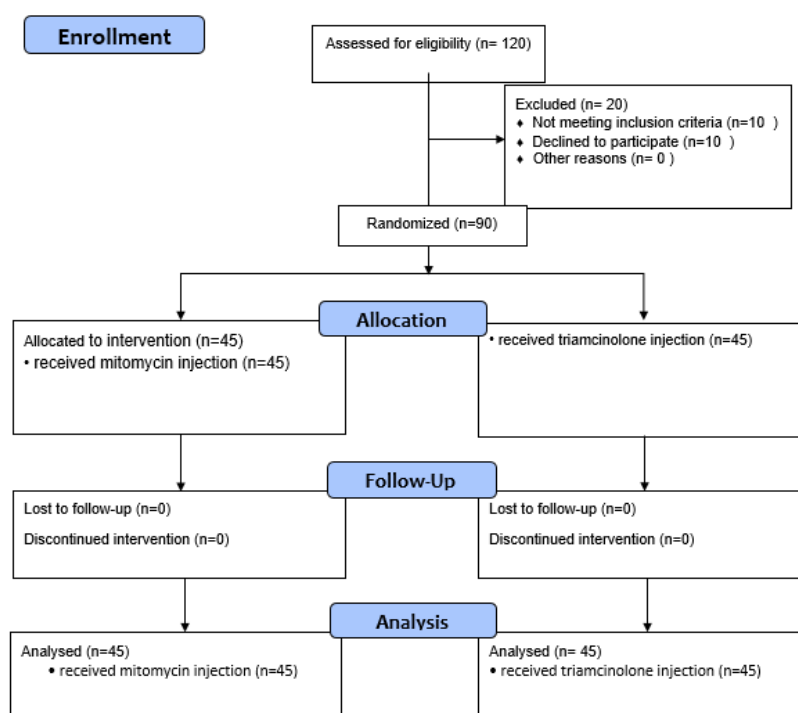 Enrollment
Assessed for eligibility (n= 120)
Excluded (n= 20)
♦ Not meeting inclusion criteria (n=10 )
♦ Declined to participate (n=10 )
♦ Other reasons (n= 0 )
Randomized (n=90)
Allocation
Allocated to intervention (n=45)
• received mitomycin injection (n=45)
• received triamcinolone injection (n=45)
Follow-Up
Lost to follow-up (n=0)
Discontinued intervention (n=0)
Lost to follow-up (n=0)
Discontinued intervention (n=0)
Analysis
Analysed (n=45)
• received mitomycin injection (n=45)
Analysed (n= 45)
• received triamcinolone injection (n=45)